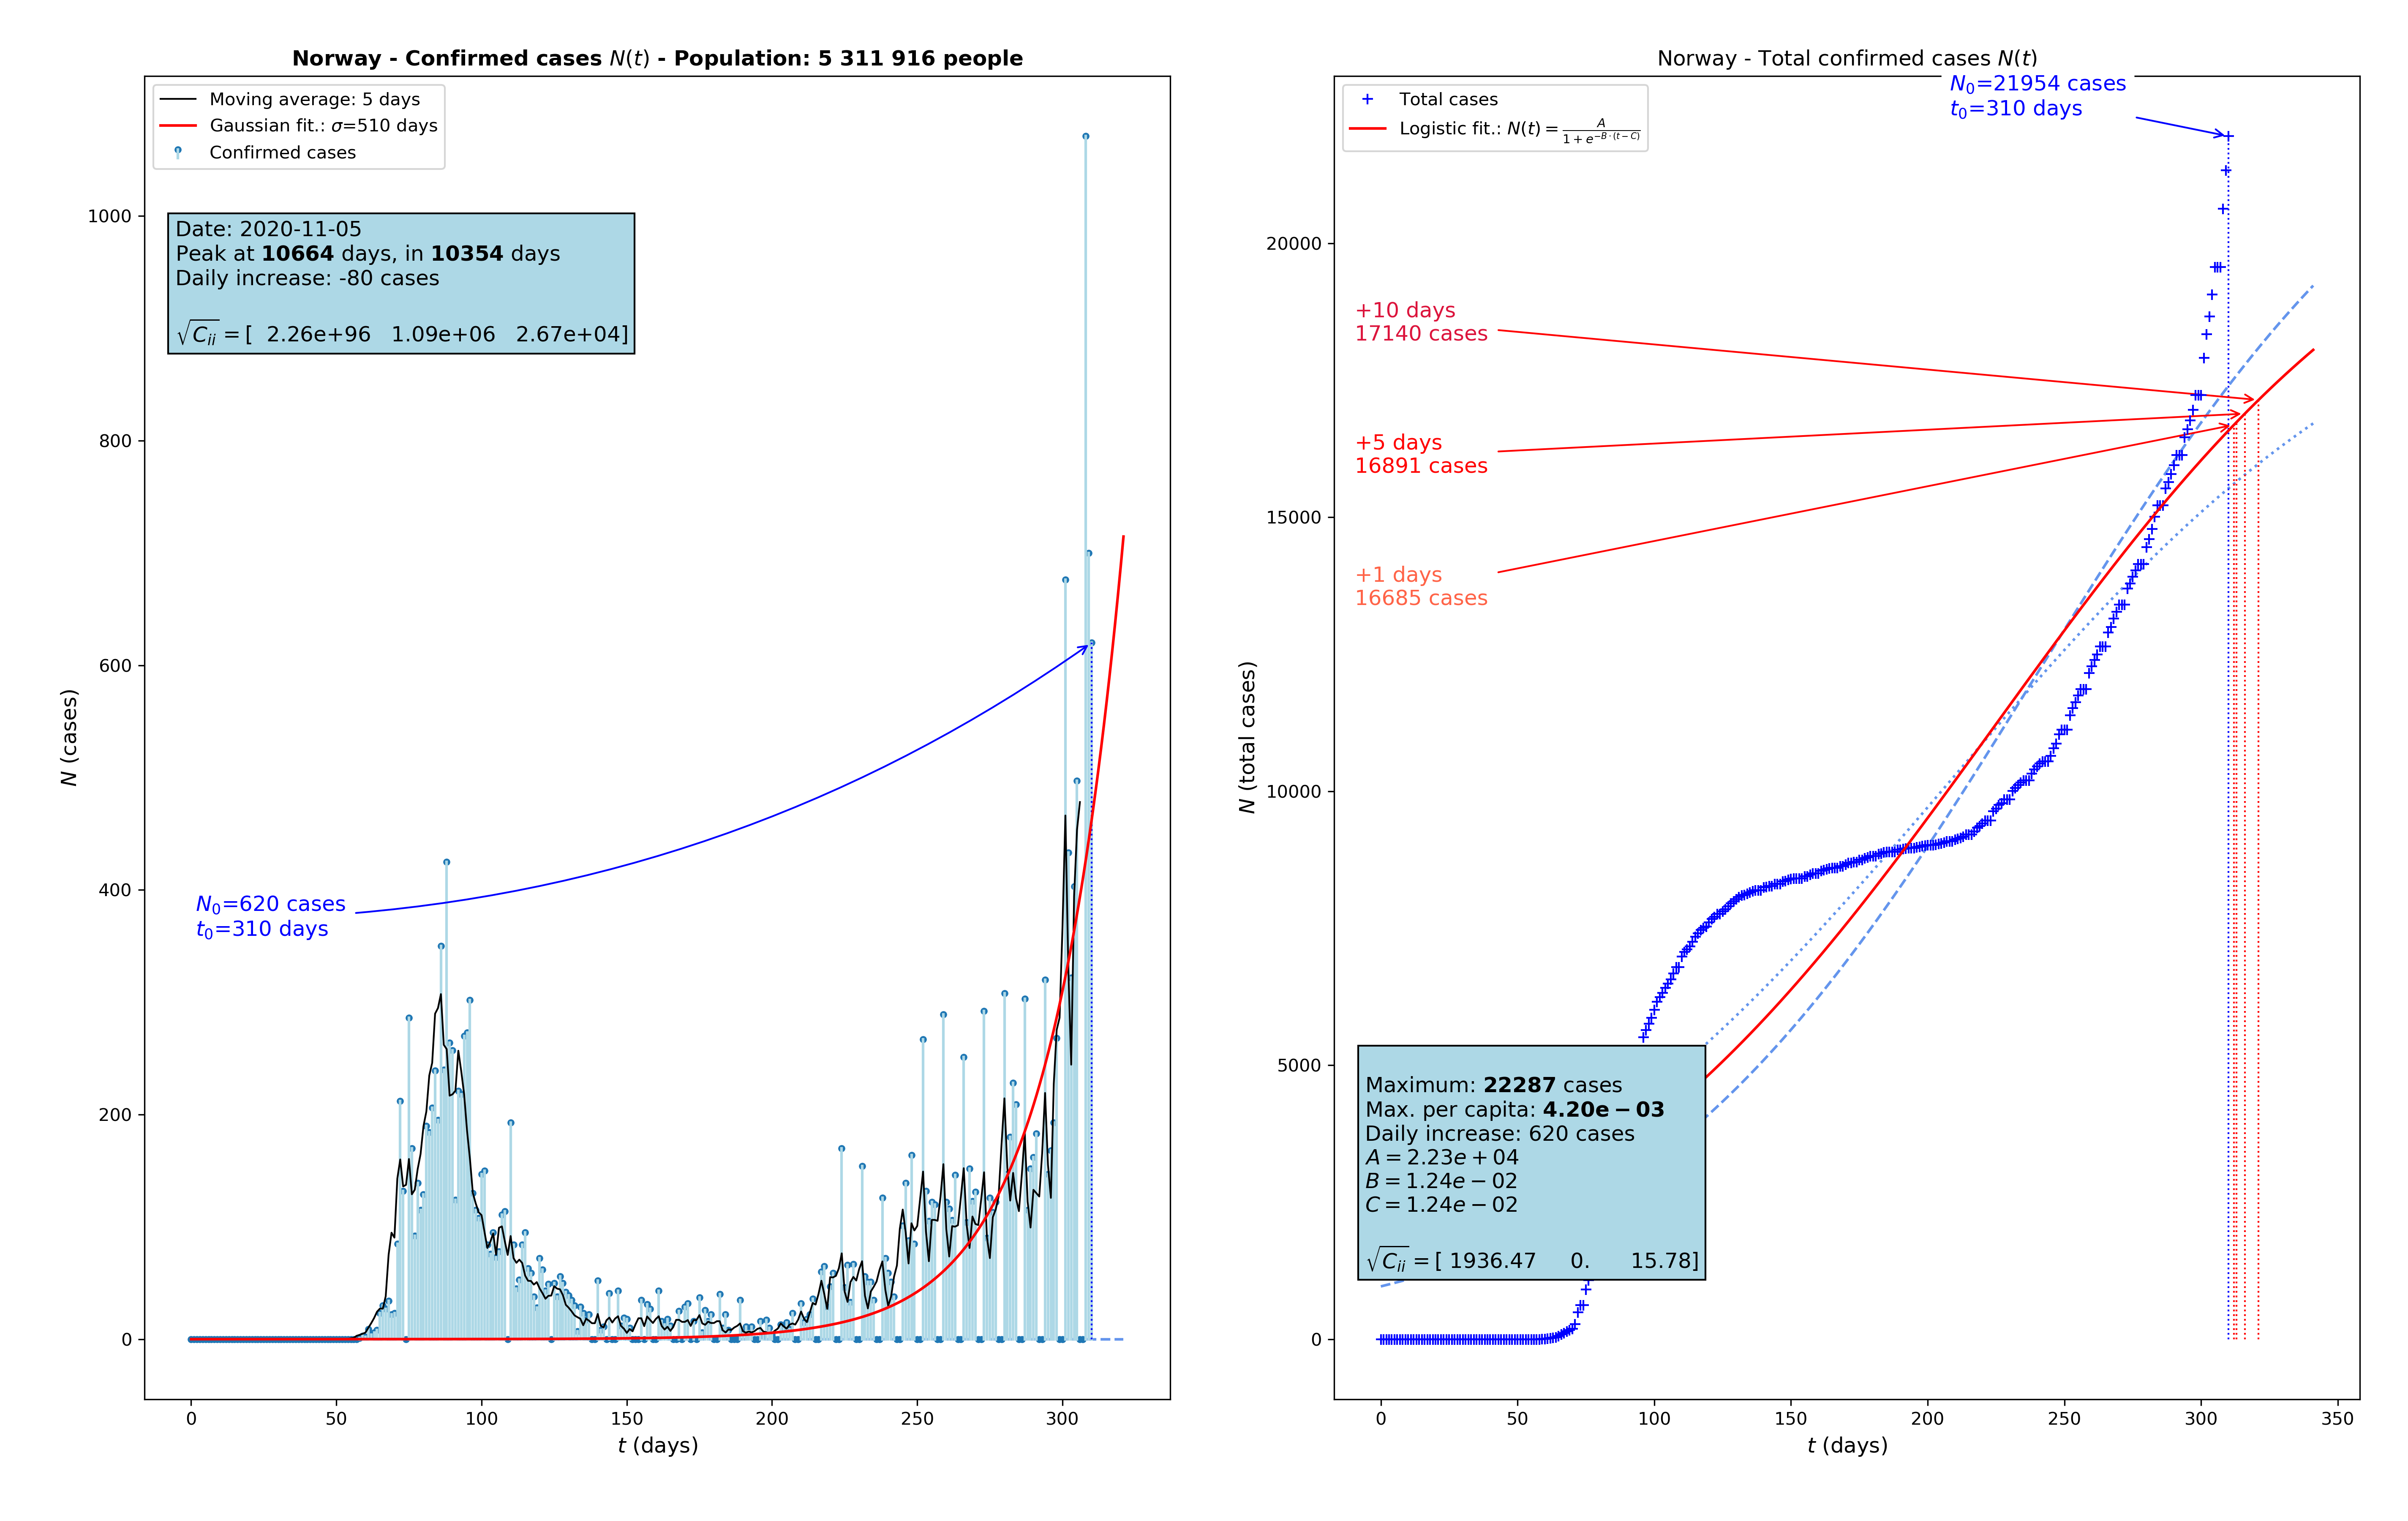 Norway - Confirmed cases N(t) - Population: 5 311 916 people
Moving average: 5 days
Gaussian fit.: σ=510 days
Confirmed cases
Date: 2020-11-05
Peak at 10664 days, in 10354 days
Daily increase: -80 cases
√C_ii = [ 2.26e+96 1.09e+06 2.67e+04]
N_0=620 cases
t_0=310 days
N (cases)
1000
800
600
400
200
0
0 50 100 150 200 250 300
t (days)
Norway - Total confirmed cases N(t)
N_0=21954 cases
t_0=310 days
Total cases
Logistic fit.: N(t) = A / (1 + e^{−B·(t−C)})
+10 days
17140 cases
+5 days
16891 cases
+1 days
16685 cases
Maximum: 22287 cases
Max. per capita: 4.20e − 03
Daily increase: 620 cases
A = 2.23e + 04
B = 1.24e − 02
C = 1.24e − 02
√C_ii = [ 1936.47 0. 15.78]
N (total cases)
20000
15000
10000
5000
0
0 50 100 150 200 250 300 350
t (days)